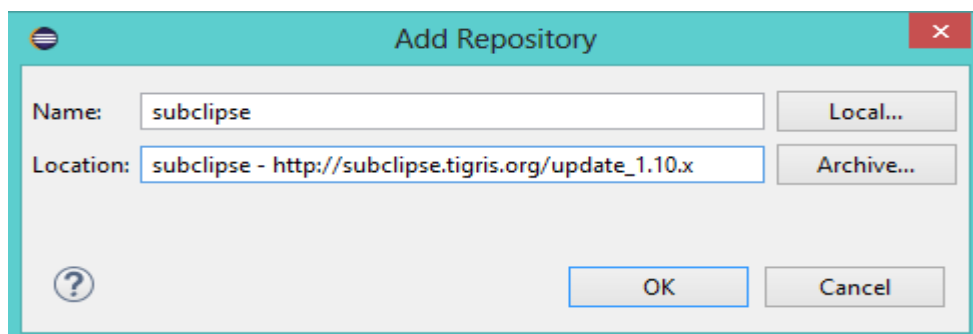 Add Repository
Name: subclipse Local...
Location: subclipse - http://subclipse.tigris.org/update_1.10.x Archive...
OK Cancel